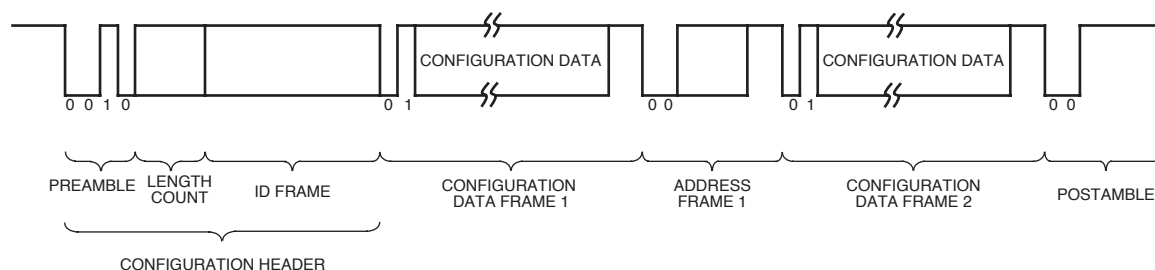 CONFIGURATION DATA CONFIGURATION DATA
0 0 1 0 0 1 0 0 0 1 0 0
PREAMBLE LENGTH COUNT ID FRAME CONFIGURATION DATA FRAME 1 ADDRESS FRAME 1 CONFIGURATION DATA FRAME 2 POSTAMBLE
CONFIGURATION HEADER